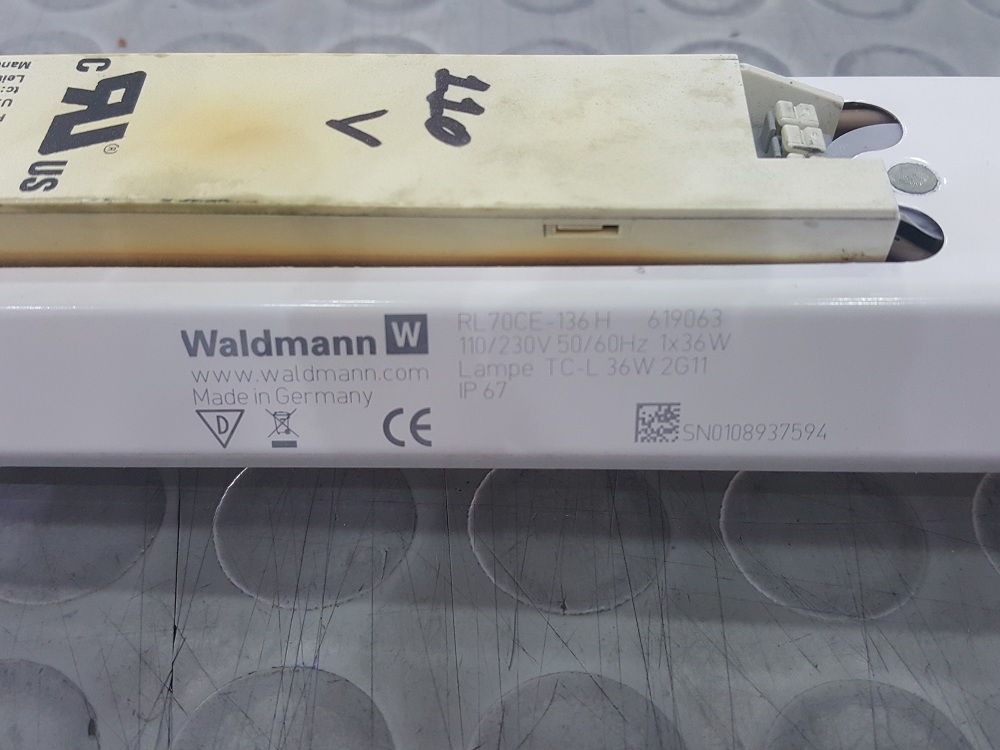 110
V
C
RU
®
US
Waldmann W
www.waldmann.com
Made in Germany
D
CE
RL70CE-136 H 619063
110/230V 50/60Hz 1x36W
Lampe TC-L 36W 2G11
IP 67
SN0108937594